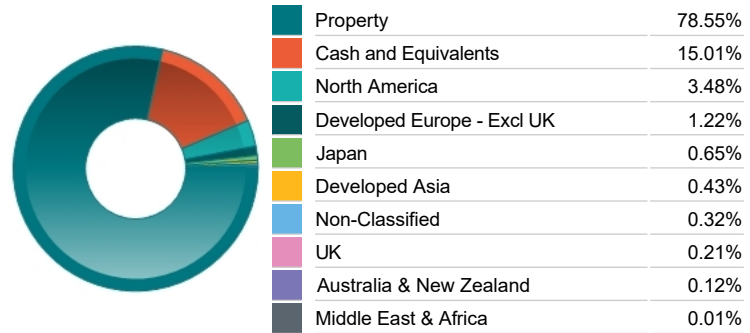 Property 78.55%
Cash and Equivalents 15.01%
North America 3.48%
Developed Europe - Excl UK 1.22%
Japan 0.65%
Developed Asia 0.43%
Non-Classified 0.32%
UK 0.21%
Australia & New Zealand 0.12%
Middle East & Africa 0.01%